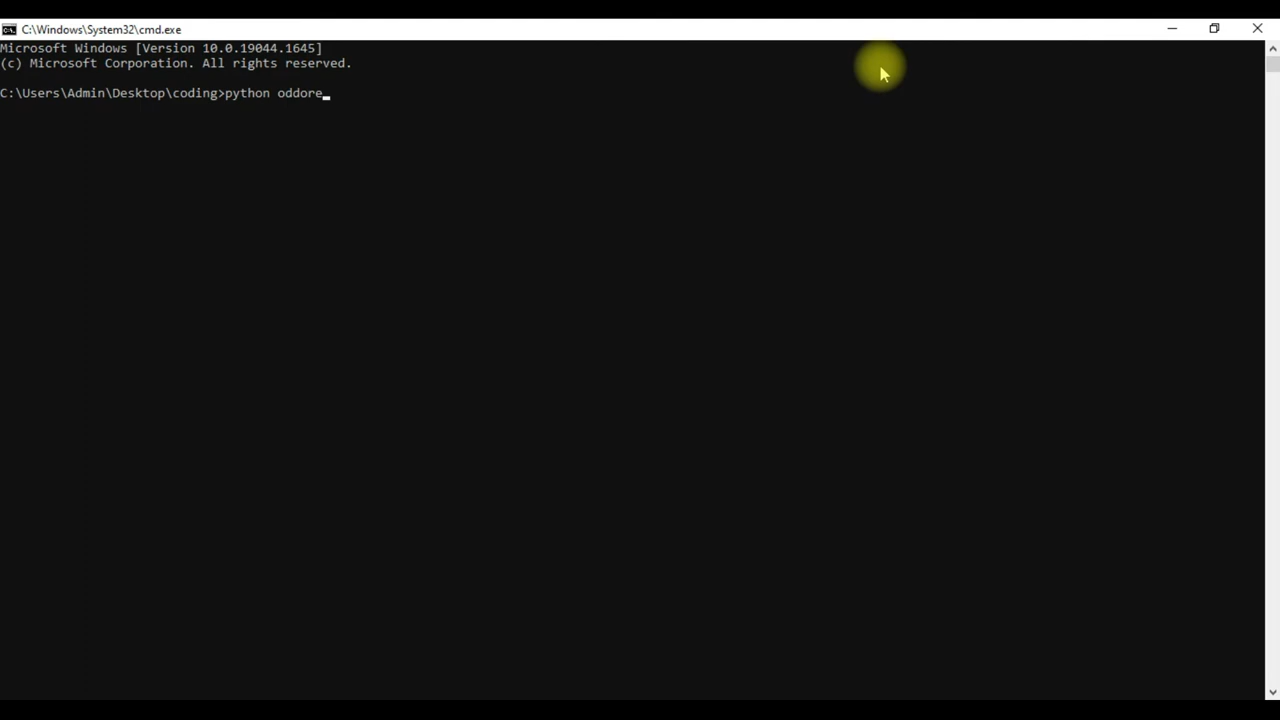 C:\Windows\System32\cmd.exe
Microsoft Windows [Version 10.0.19044.1645]
(c) Microsoft Corporation. All rights reserved.
C:\Users\Admin\Desktop\coding>python oddore